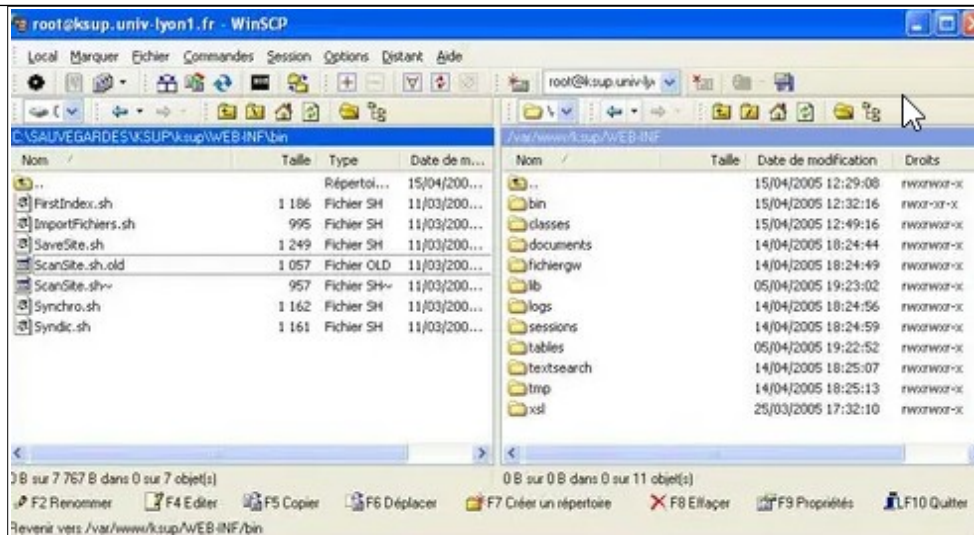 root@ksup.univ-lyon1.fr - WinSCP
Local Marquer Fichier Commandes Session Options Distant Aide
root@ksup.univ-ly
C:\SAUVEGARDES\KSUP\ksup\WEB-INF\bin
/var/www/ksup/WEB-INF
Nom Taille Type Date de m...
Nom Taille Date de modification Droits
.. Répertoi... 15/04/200...
FirstIndex.sh 1 186 Fichier SH 11/03/200...
ImportFichiers.sh 995 Fichier SH 11/03/200...
SaveSite.sh 1 249 Fichier SH 11/03/200...
ScanSite.sh.old 1 057 Fichier OLD 11/03/200...
ScanSite.sh~ 957 Fichier SH~ 11/03/200...
Synchro.sh 1 162 Fichier SH 11/03/200...
Syndic.sh 1 161 Fichier SH 11/03/200...
.. 15/04/2005 12:29:08 rwxrwxr-x
bin 15/04/2005 12:32:16 rwxr-xr-x
classes 15/04/2005 12:49:16 rwxrwxr-x
documents 14/04/2005 18:24:44 rwxrwxr-x
fichiergw 14/04/2005 18:24:49 rwxrwxr-x
lib 05/04/2005 19:23:02 rwxrwxr-x
logs 14/04/2005 18:24:56 rwxrwxr-x
sessions 14/04/2005 18:24:59 rwxrwxr-x
tables 05/04/2005 19:22:52 rwxrwxr-x
textsearch 14/04/2005 18:25:07 rwxrwxr-x
tmp 14/04/2005 18:25:13 rwxrwxr-x
xsl 25/03/2005 17:32:10 rwxrwxr-x
0 B sur 7 767 B dans 0 sur 7 objet(s)
0 B sur 0 B dans 0 sur 11 objet(s)
F2 Renommer F4 Editer F5 Copier F6 Déplacer F7 Créer un répertoire F8 Effaçer F9 Propriétés F10 Quitter
Revenir vers /var/www/ksup/WEB-INF/bin